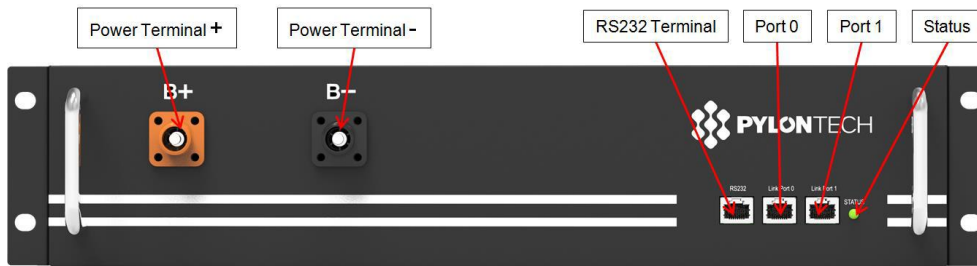 Power Terminal +
Power Terminal -
RS232 Terminal
Port 0
Port 1
Status
B+
B−
PYLONTECH
RS232
Link Port 0
Link Port 1
STATUS